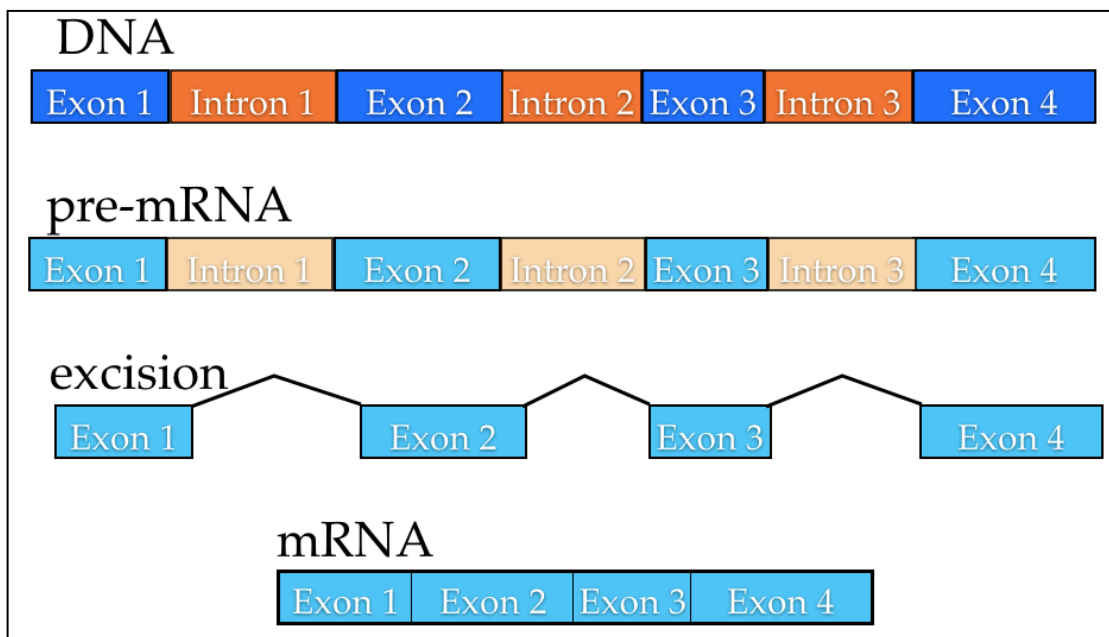 DNA
Exon 1 Intron 1 Exon 2 Intron 2 Exon 3 Intron 3 Exon 4
pre-mRNA
Exon 1 Intron 1 Exon 2 Intron 2 Exon 3 Intron 3 Exon 4
excision
Exon 1 Exon 2 Exon 3 Exon 4
mRNA
Exon 1 Exon 2 Exon 3 Exon 4